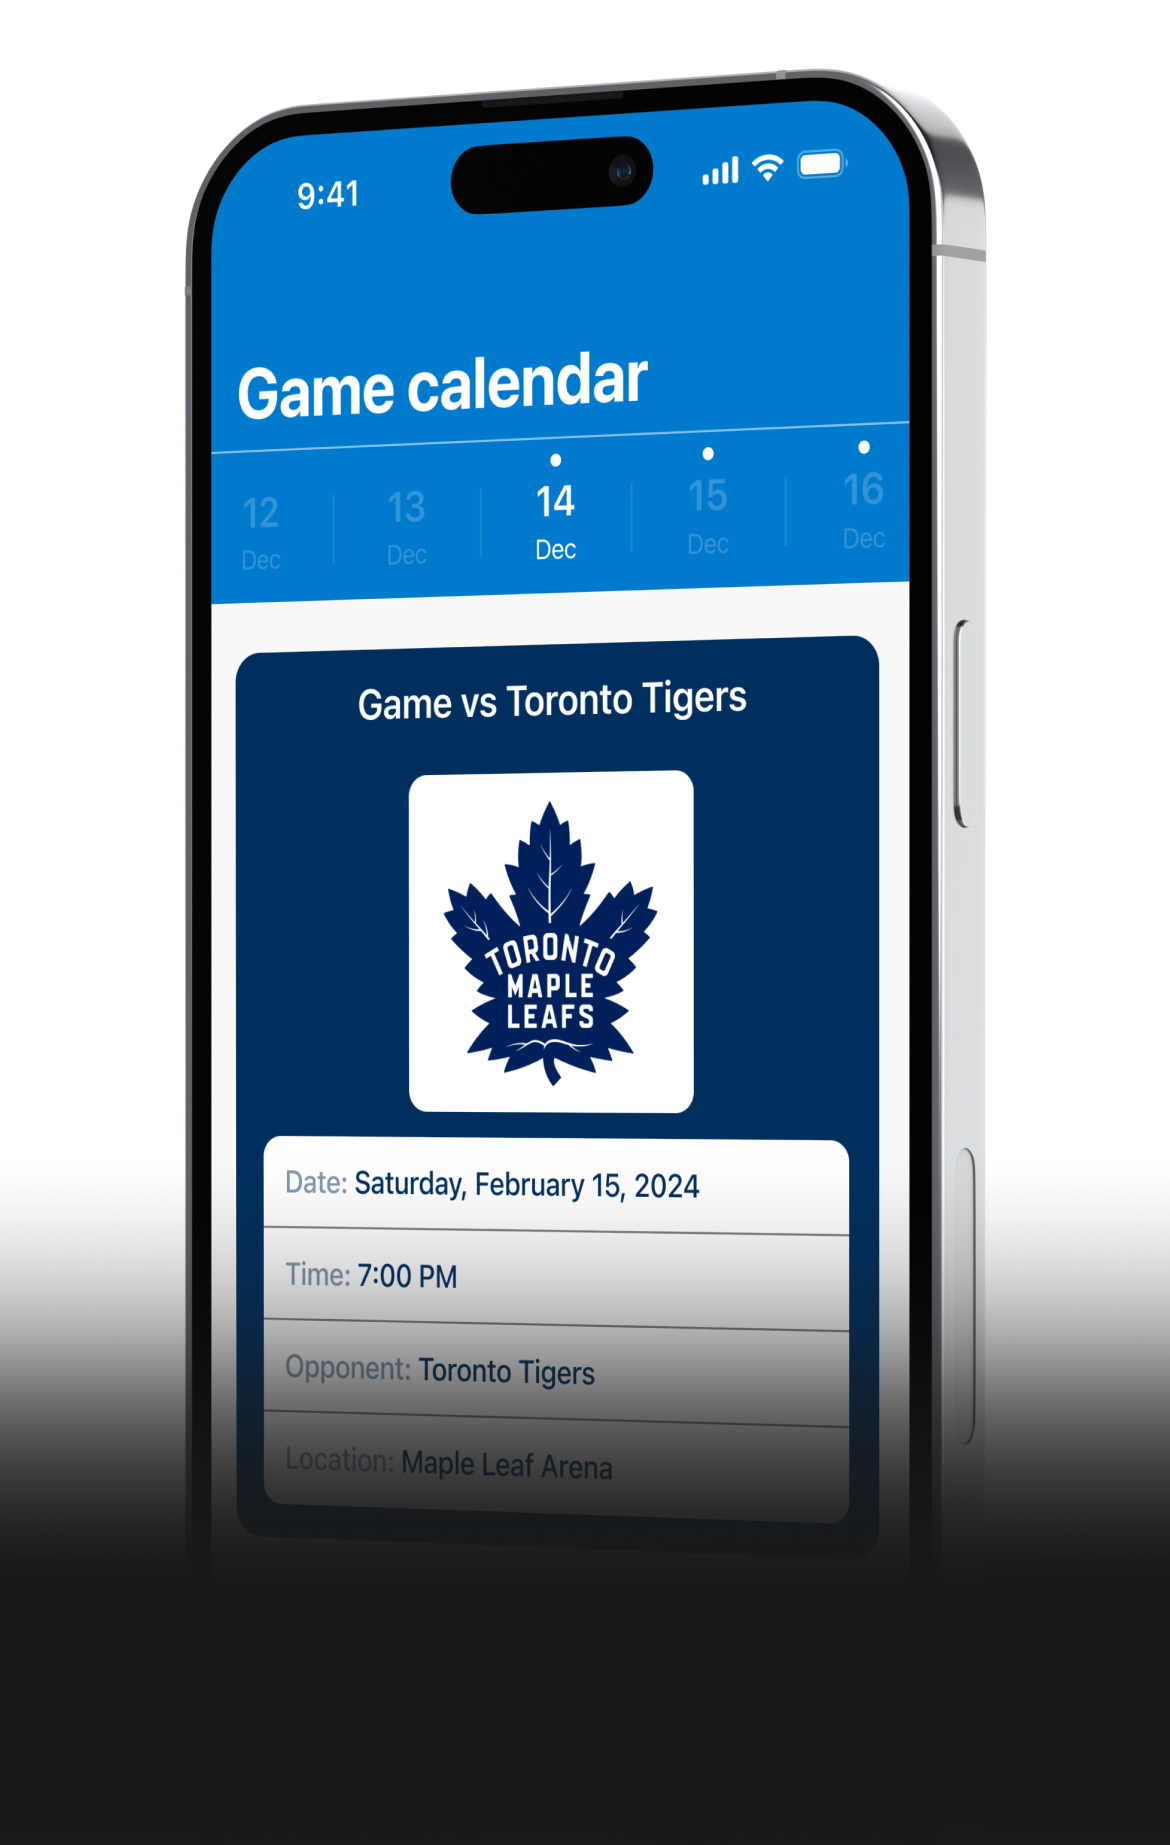 9:41
Game calendar
12 13 14 15 16
Dec Dec Dec Dec Dec
Game vs Toronto Tigers
TORONTO
MAPLE
LEAFS
Date: Saturday, February 15, 2024
Time: 7:00 PM
Opponent: Toronto Tigers
Location: Maple Leaf Arena